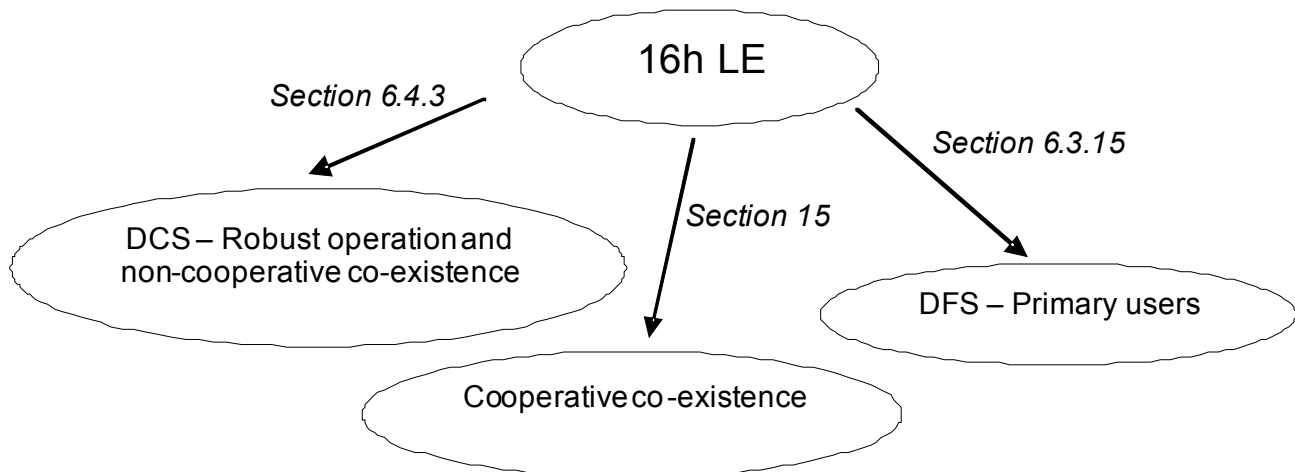 16h LE
Section 6.4.3
Section 6.3.15
Section 15
DCS – Robust operation and
non-cooperative co-existence
DFS – Primary users
Cooperative co-existence